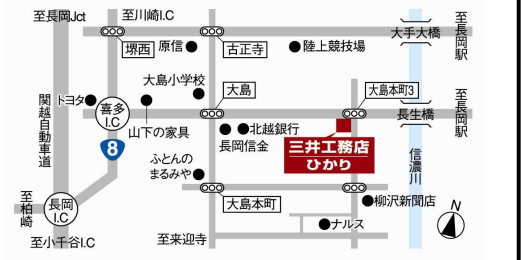 至長岡Jct
至川崎I.C
至長岡駅
堺西
原信
古正寺
陸上競技場
大手大橋
大島小学校
トヨタ
喜多
I.C
山下の家具
大島
大島本町3
至長岡駅
長生橋
関越自動車道
8
北越銀行
長岡信金
三井工務店
ひかり
信濃川
ふとんの
まるみや
至柏崎
長岡
I.C
大島本町
柳沢新聞店
ナルス
N
至小千谷I.C
至来迎寺